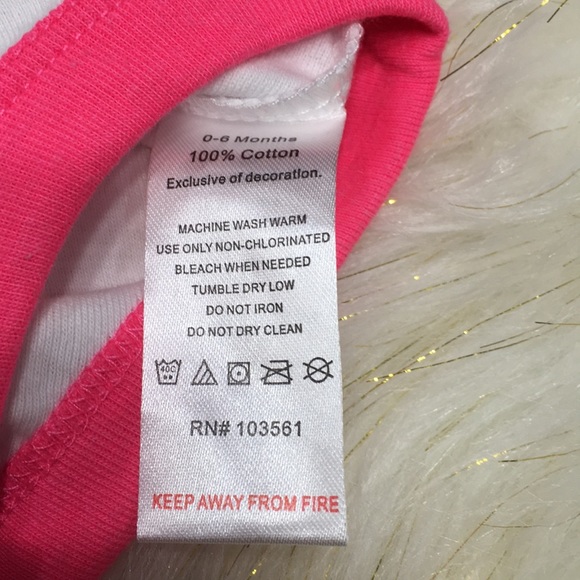 0-6 Months
100% Cotton
Exclusive of decoration.
MACHINE WASH WARM
USE ONLY NON-CHLORINATED
BLEACH WHEN NEEDED
TUMBLE DRY LOW
DO NOT IRON
DO NOT DRY CLEAN
40C
RN# 103561
KEEP AWAY FROM FIRE